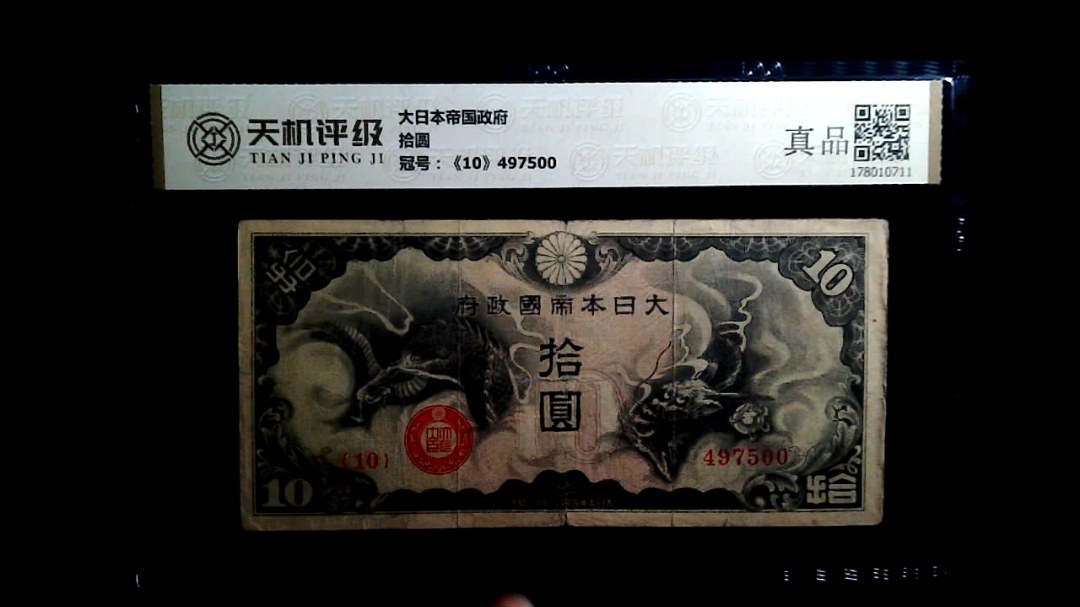 天机评级
TIAN JI PING JI
大日本帝国政府
拾圆
冠号：《10》497500
真品
178010711
10
府政國帝本日大
拾
圓
(10)
497500
10
拾